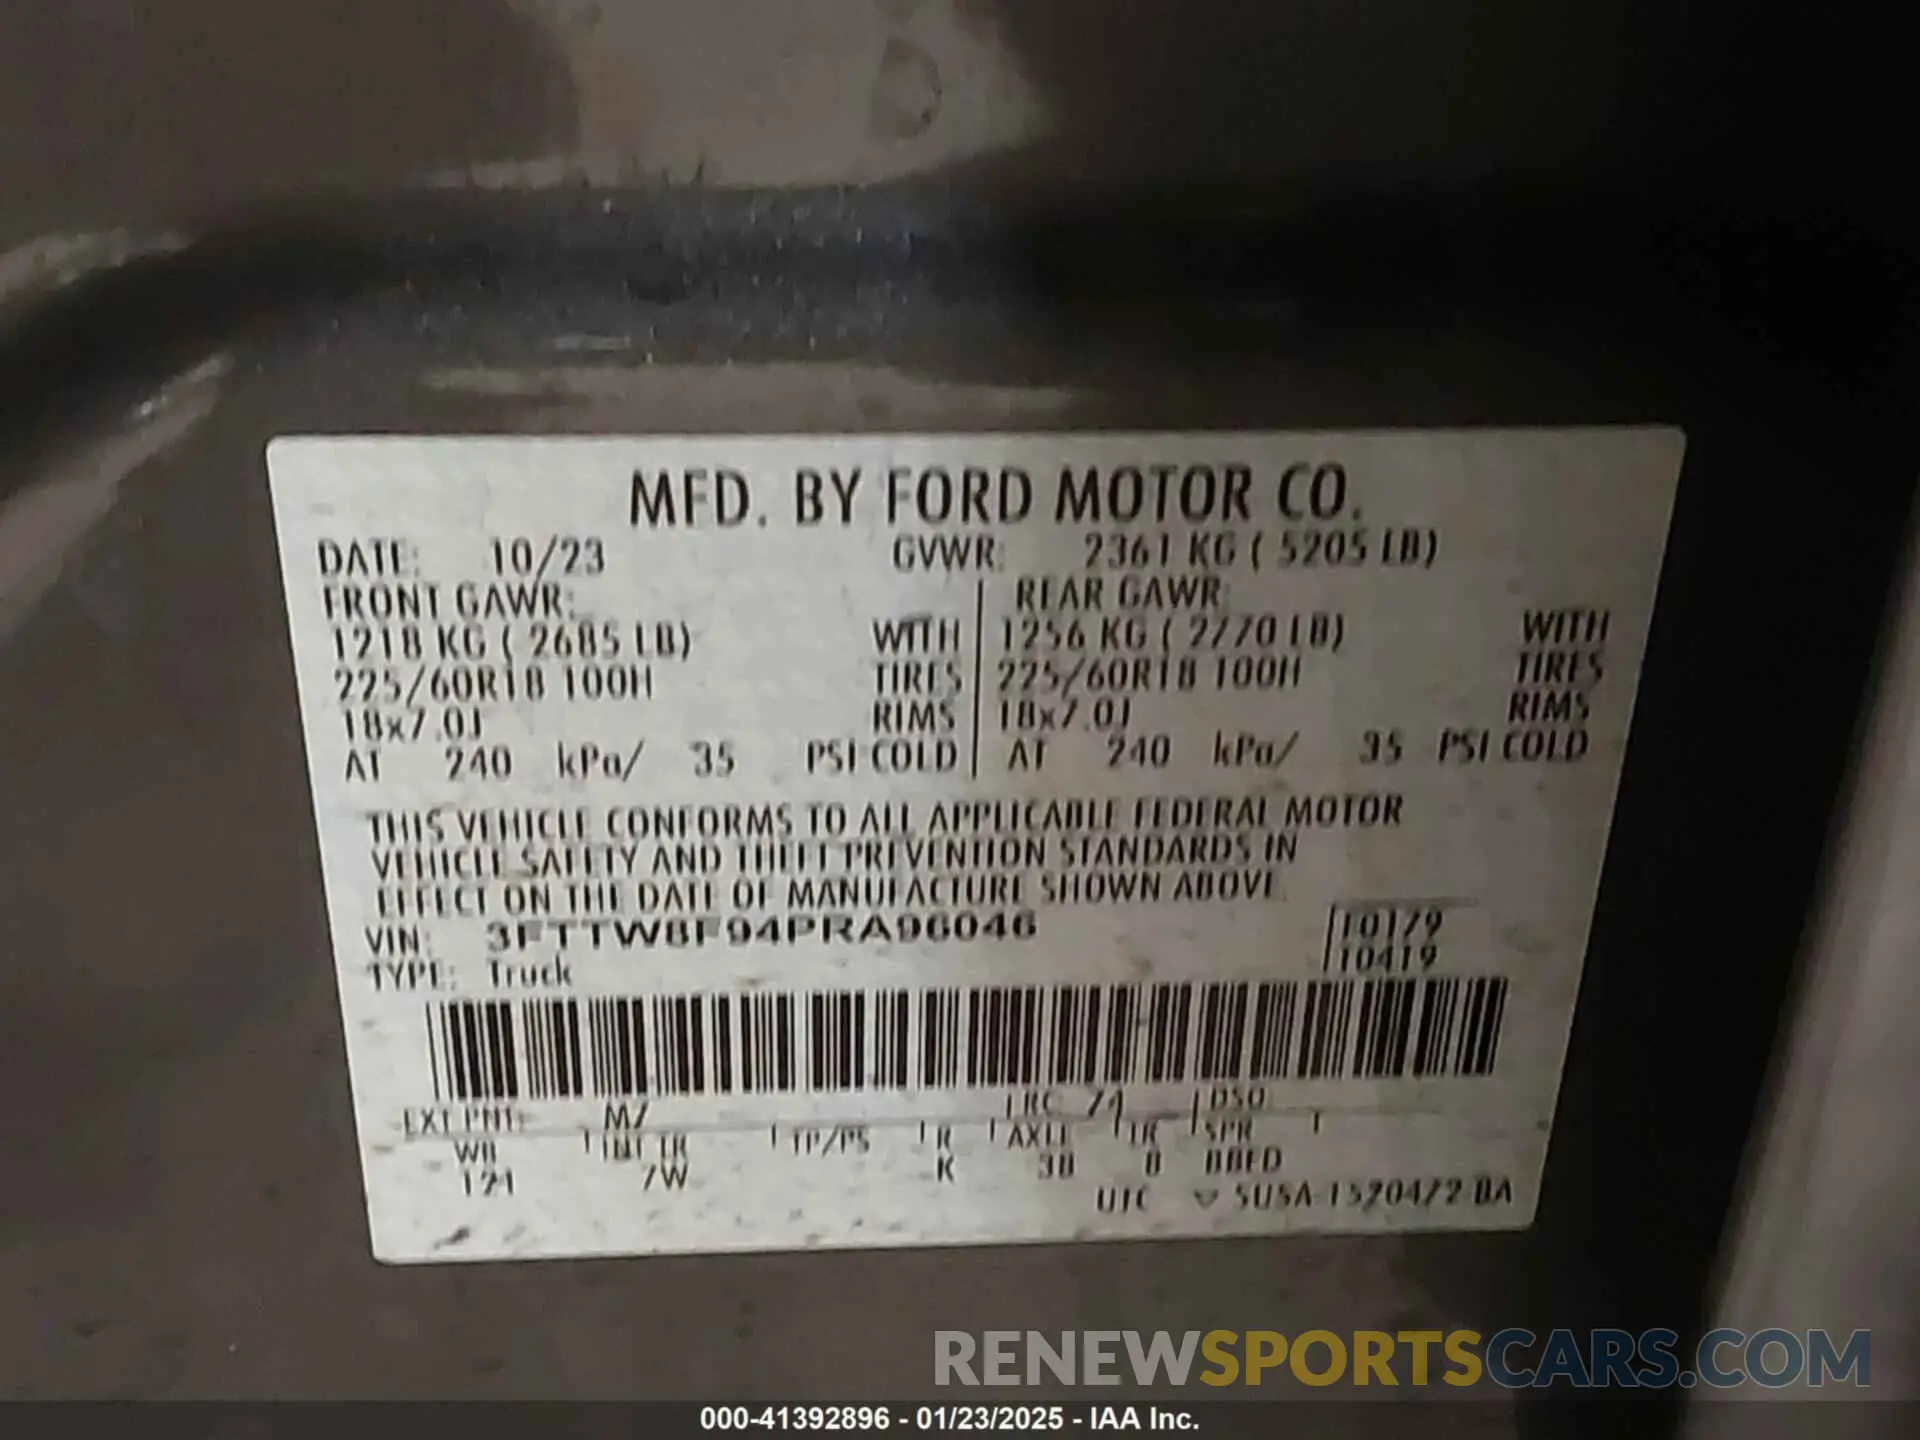 MFD. BY FORD MOTOR CO.
DATE: 10/23 GVWR: 2361 KG ( 5205 LB)
FRONT GAWR: REAR GAWR:
1218 KG ( 2685 LB) WITH 1256 KG ( 2770 LB) WITH
225/60R18 100H TIRES 225/60R18 100H TIRES
18x7.0J RIMS 18x7.0J RIMS
AT 240 kPa/ 35 PSI COLD AT 240 kPa/ 35 PSI COLD
THIS VEHICLE CONFORMS TO ALL APPLICABLE FEDERAL MOTOR
VEHICLE SAFETY AND THEFT PREVENTION STANDARDS IN
EFFECT ON THE DATE OF MANUFACTURE SHOWN ABOVE.
VIN: 3FTTW8F94PRA96046 10179
TYPE: Truck 10419
EXT PNT: M7 RC: 74 DSO:
WB INT TR TP/PS R AXLE TR SPR
121 7W K 38 8 BBED
UTC ▽ 5USA-1520472-BA
RENEWSPORTSCARS.COM
000-41392896 - 01/23/2025 - IAA Inc.